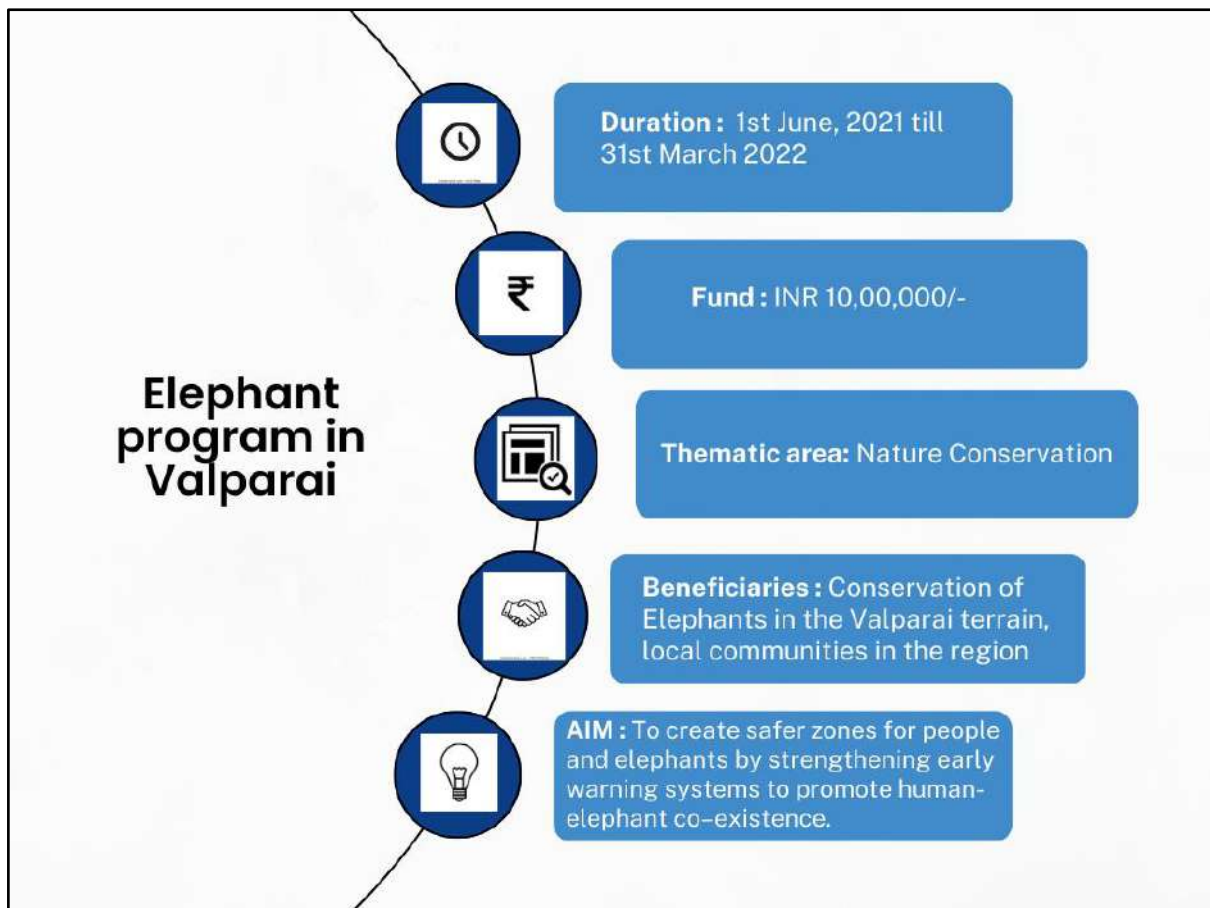 Elephant
program in
Valparai
Duration : 1st June, 2021 till
31st March 2022
₹
Fund : INR 10,00,000/-
Thematic area: Nature Conservation
Beneficiaries : Conservation of
Elephants in the Valparai terrain,
local communities in the region
AIM : To create safer zones for people
and elephants by strengthening early
warning systems to promote human-
elephant co–existence.